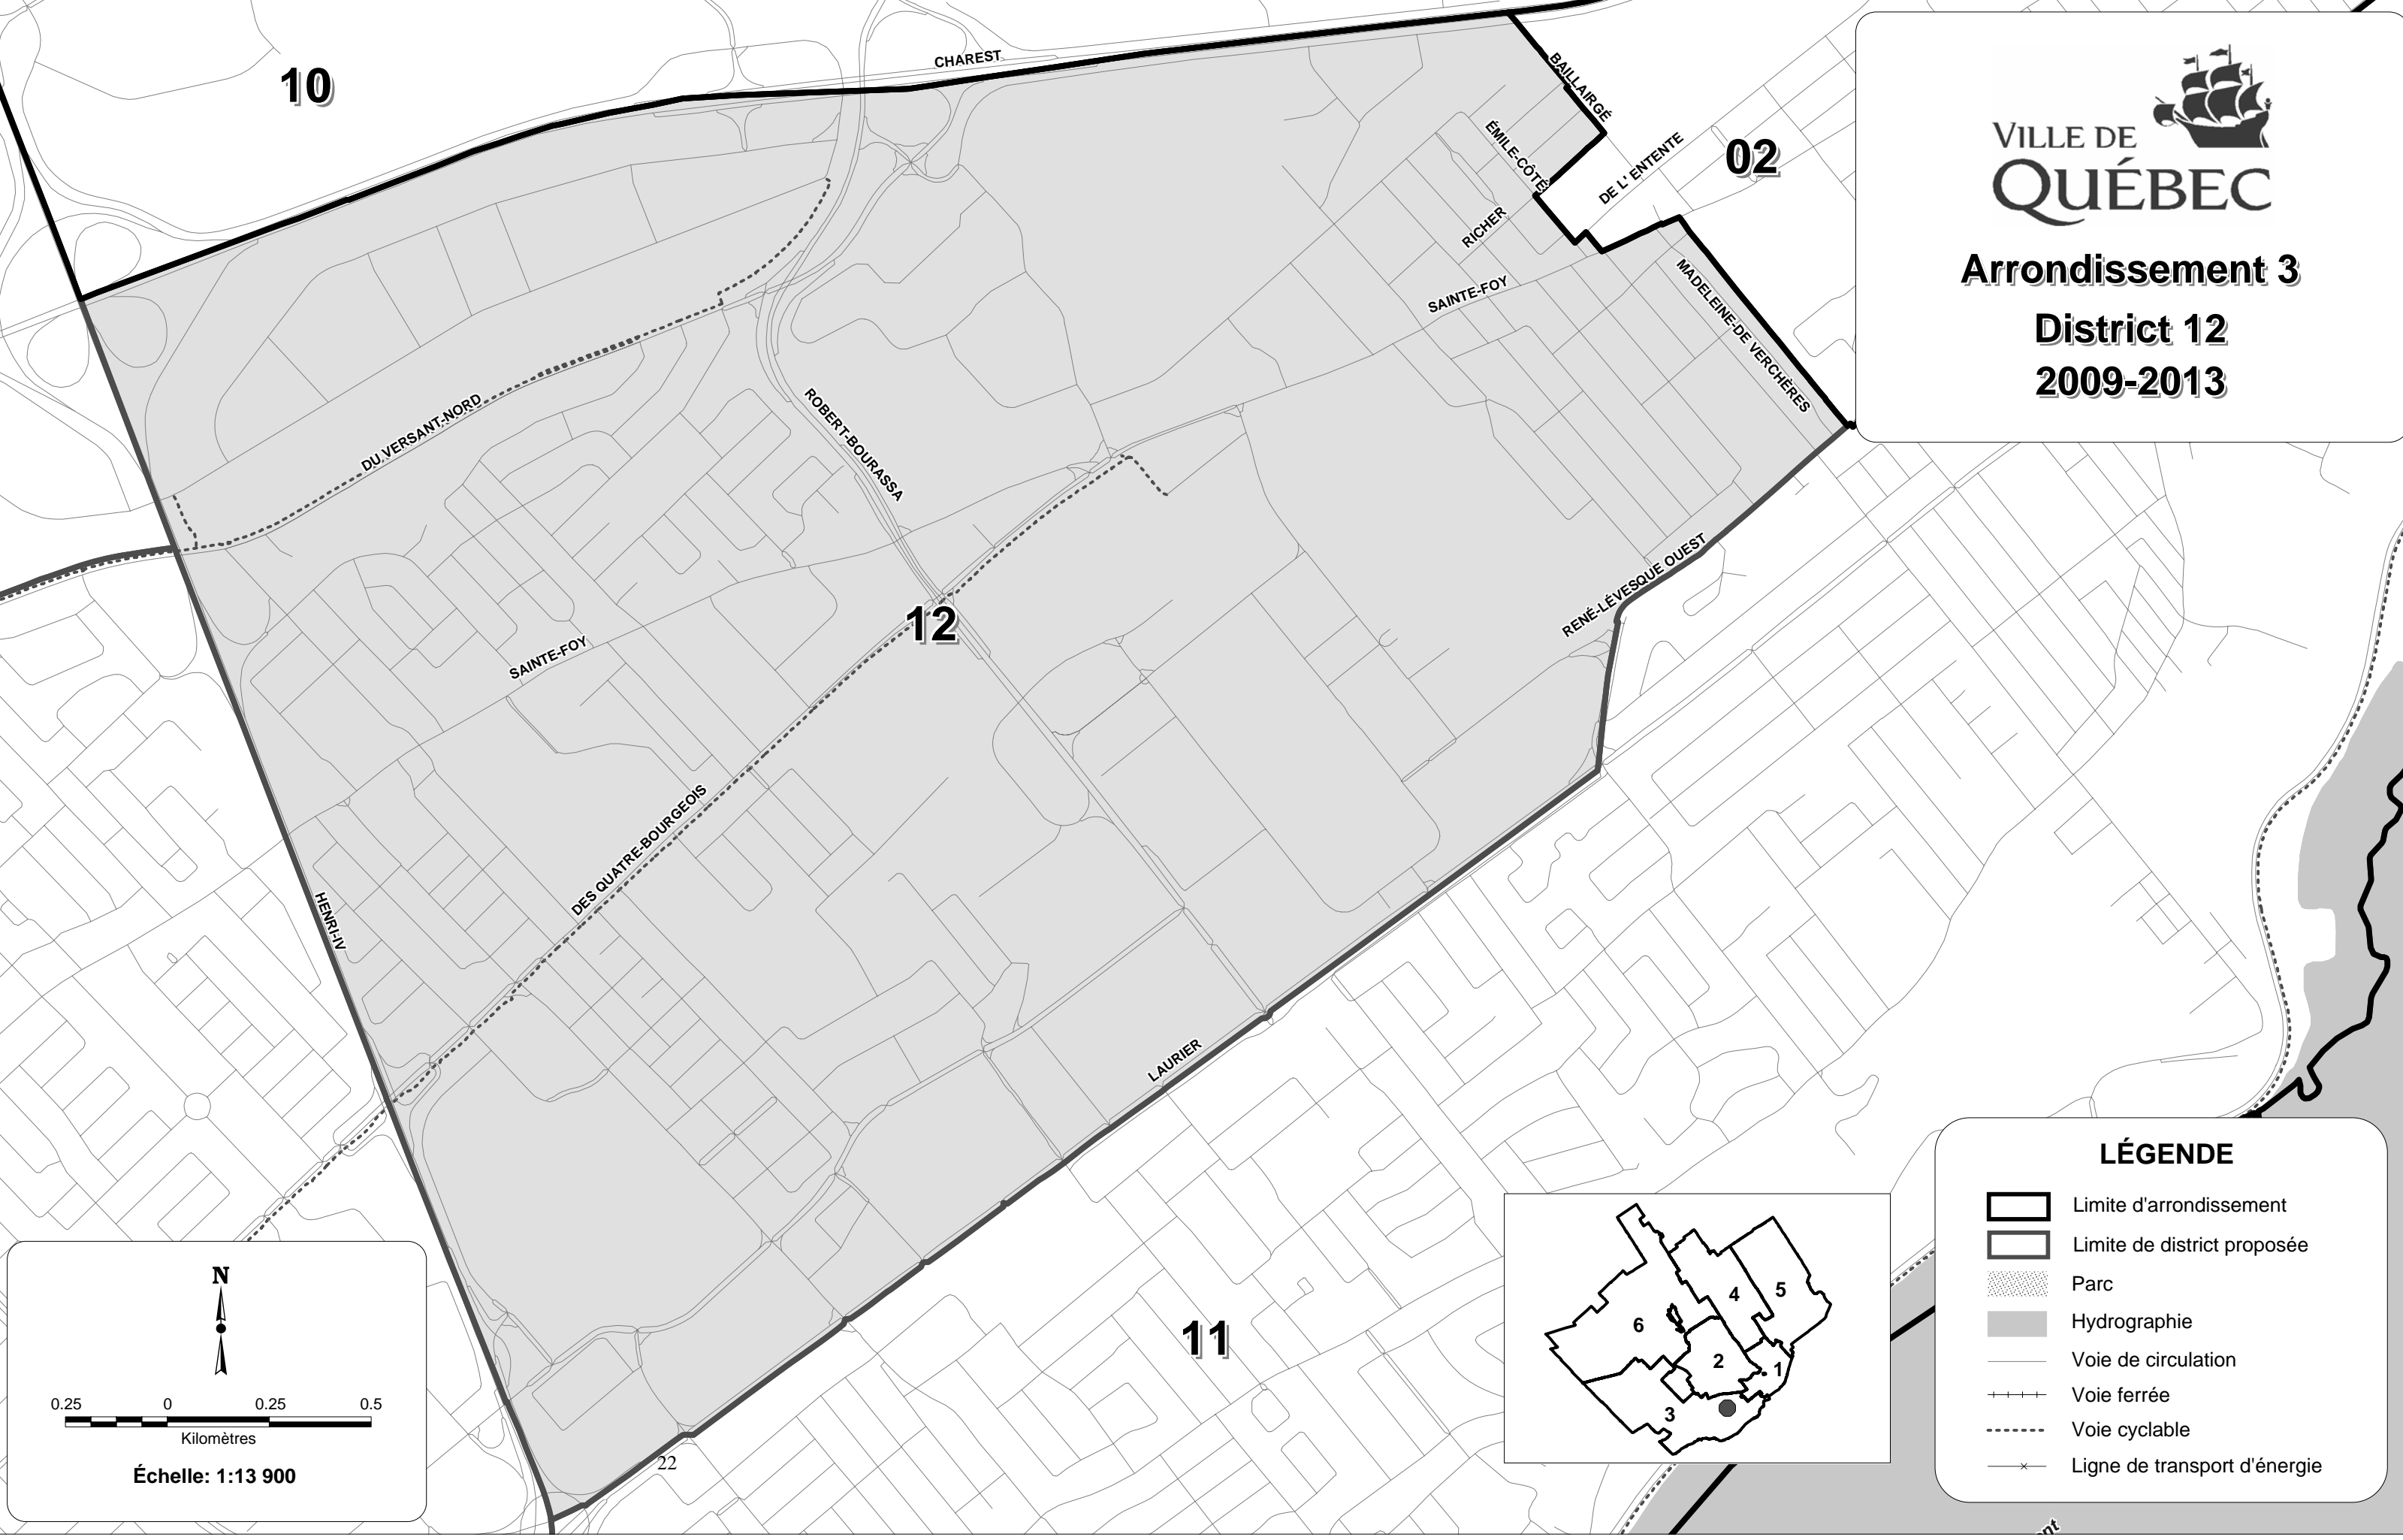 10
CHAREST
BAILLAIRGÉ
ÉMILE-CÔTÉ
DE L'ENTENTE
02
RICHER
SAINTE-FOY
MADELEINE-DE VERCHÈRES
VILLE DE
QUÉBEC
Arrondissement 3
District 12
2009-2013
DU VERSANT-NORD
ROBERT-BOURASSA
12
SAINTE-FOY
RENÉ-LÉVESQUE OUEST
DES QUATRE-BOURGEOIS
HENRI-IV
LAURIER
11
22
N
0.25 0 0.25 0.5
Kilomètres
Échelle: 1:13 900
6
4
5
2
1
3
LÉGENDE
Limite d'arrondissement
Limite de district proposée
Parc
Hydrographie
Voie de circulation
Voie ferrée
Voie cyclable
Ligne de transport d'énergie